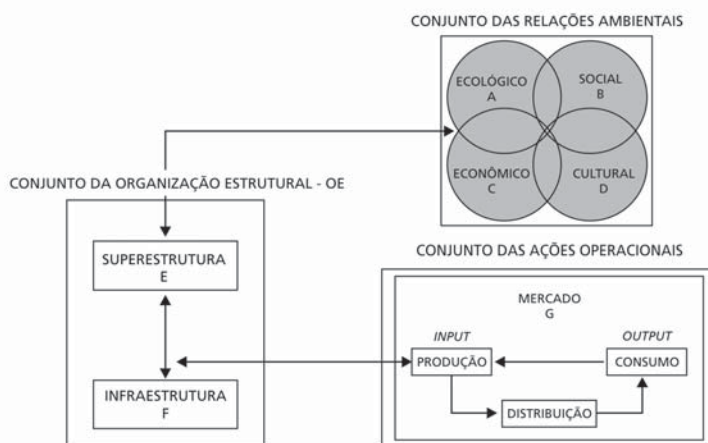 CONJUNTO DAS RELAÇÕES AMBIENTAIS
ECOLÓGICO
A
SOCIAL
B
ECONÔMICO
C
CULTURAL
D
CONJUNTO DA ORGANIZAÇÃO ESTRUTURAL - OE
SUPERESTRUTURA
E
INFRAESTRUTURA
F
CONJUNTO DAS AÇÕES OPERACIONAIS
MERCADO
G
INPUT
OUTPUT
PRODUÇÃO
CONSUMO
DISTRIBUIÇÃO